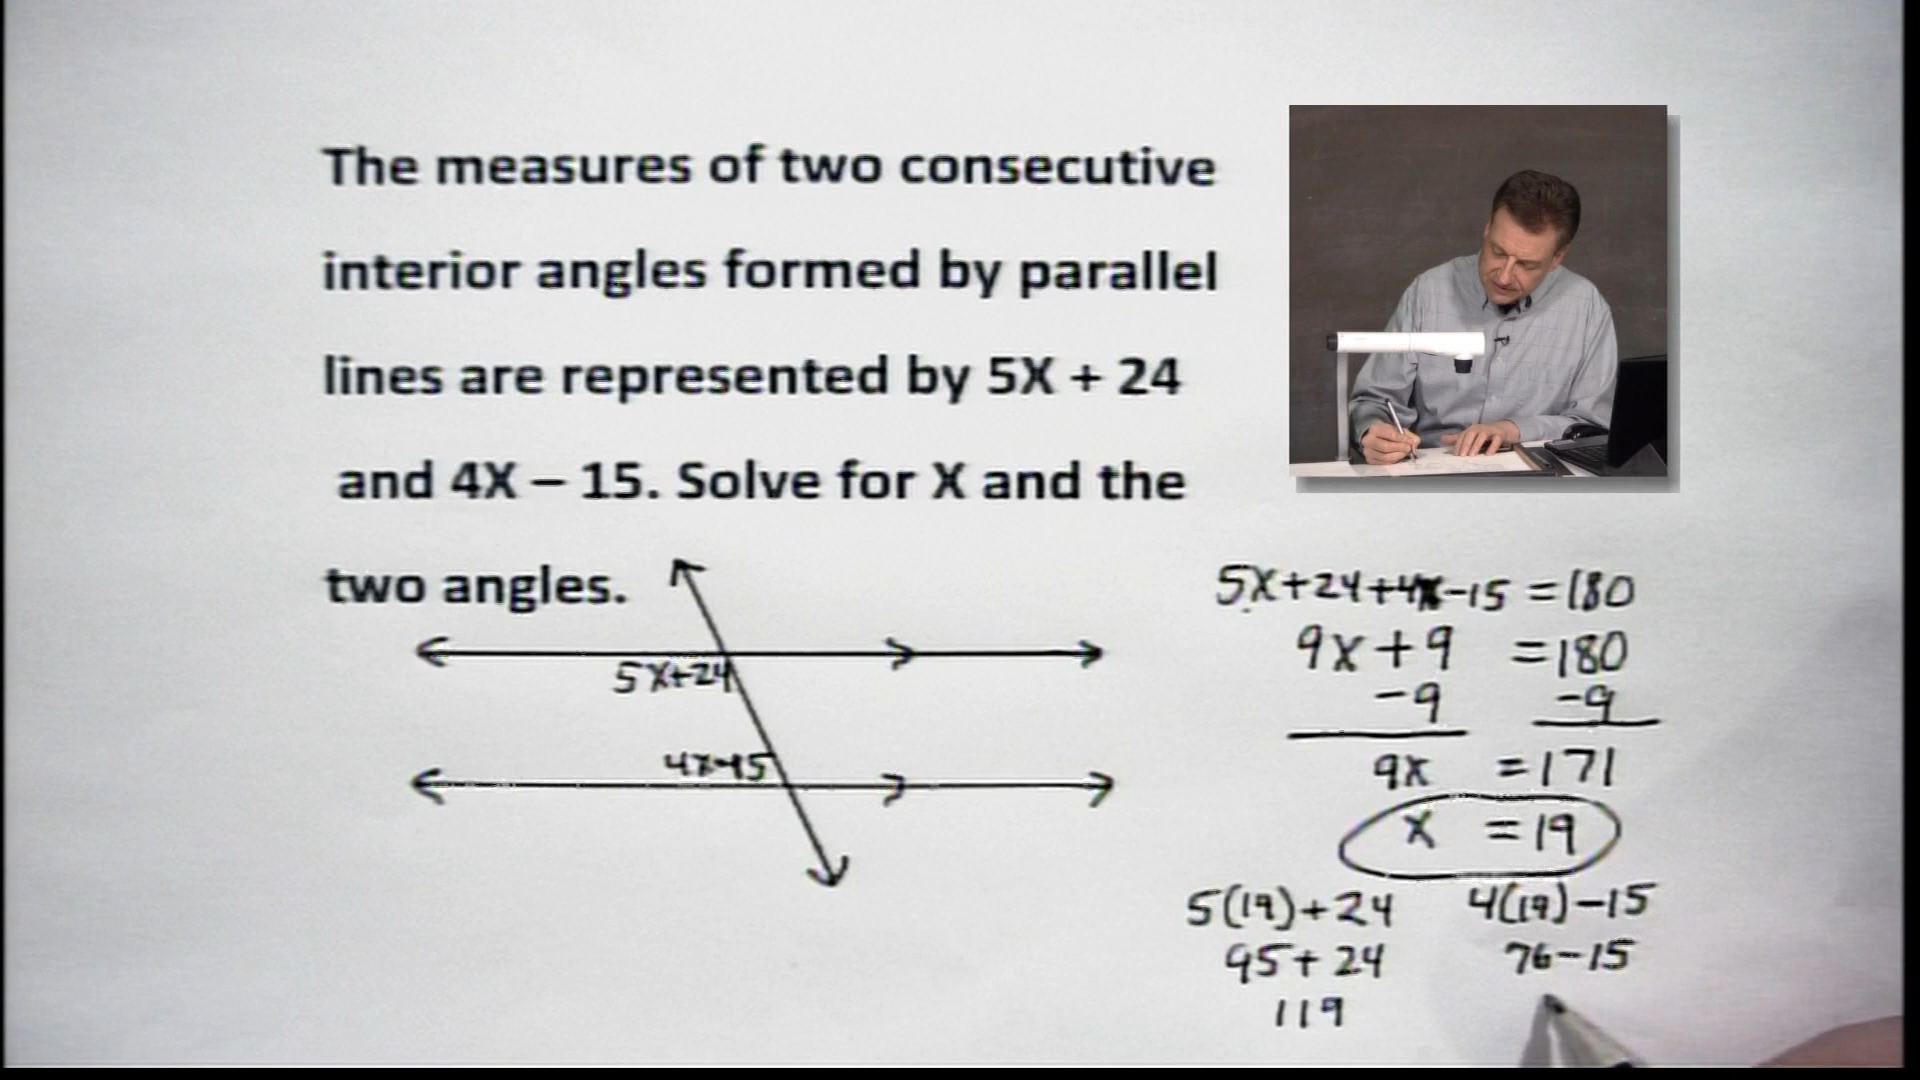 The measures of two consecutive
interior angles formed by parallel
lines are represented by 5X + 24
and 4X – 15. Solve for X and the
two angles.
5X+24
4X-15
5X+24+4X-15 =180
9X+9 =180
-9 -9
9X =171
X =19
5(19)+24 4(19)-15
95+24 76-15
119